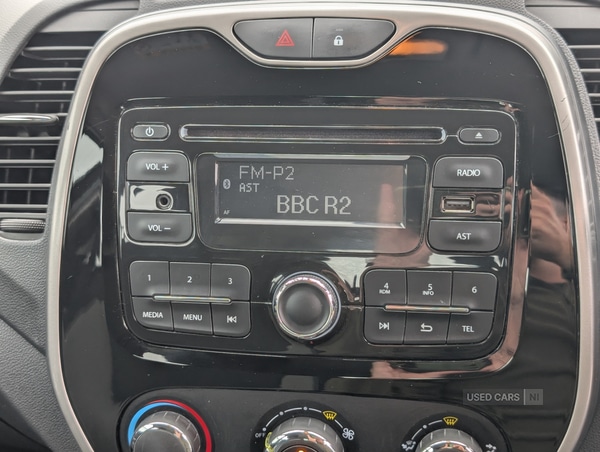 VOL +
VOL −
FM-P2
AST
BBC R2
AF
RADIO
AST
1 2 3
MEDIA MENU
4 RDM 5 INFO 6
TEL
OFF
USED CARS NI